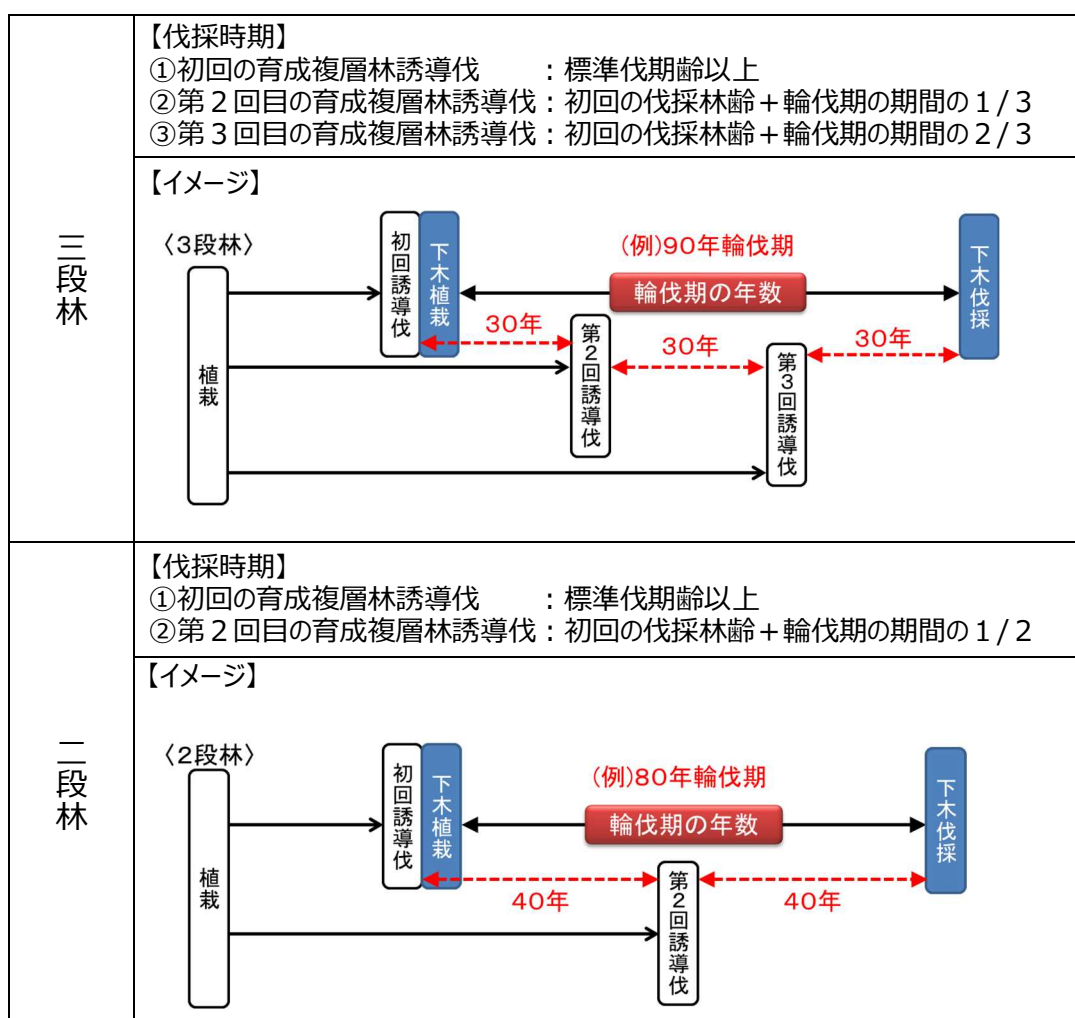 三段林
【伐採時期】
①初回の育成複層林誘導伐　　：標準伐期齢以上
②第２回目の育成複層林誘導伐：初回の伐採林齢＋輪伐期の期間の１/３
③第３回目の育成複層林誘導伐：初回の伐採林齢＋輪伐期の期間の２/３
【イメージ】
〈3段林〉
植栽
初回誘導伐
下木植栽
(例)90年輪伐期
輪伐期の年数
下木伐採
30年
第2回誘導伐
30年
第3回誘導伐
30年
二段林
【伐採時期】
①初回の育成複層林誘導伐　　：標準伐期齢以上
②第２回目の育成複層林誘導伐：初回の伐採林齢＋輪伐期の期間の１/２
【イメージ】
〈2段林〉
植栽
初回誘導伐
下木植栽
(例)80年輪伐期
輪伐期の年数
下木伐採
40年
第2回誘導伐
40年